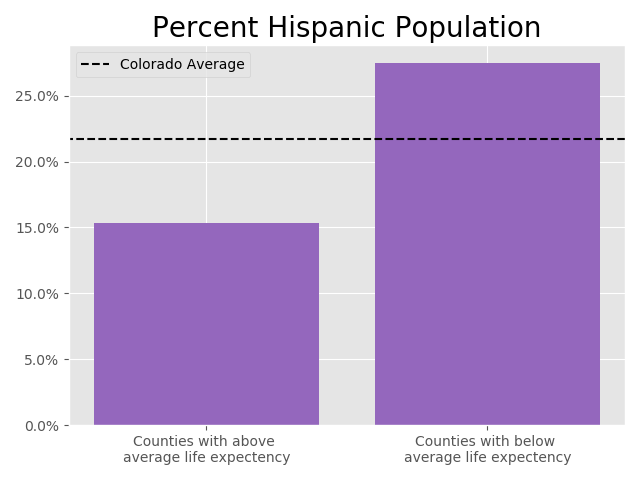 Percent Hispanic Population
Colorado Average
25.0%
20.0%
15.0%
10.0%
5.0%
0.0%
Counties with above
average life expectency
Counties with below
average life expectency